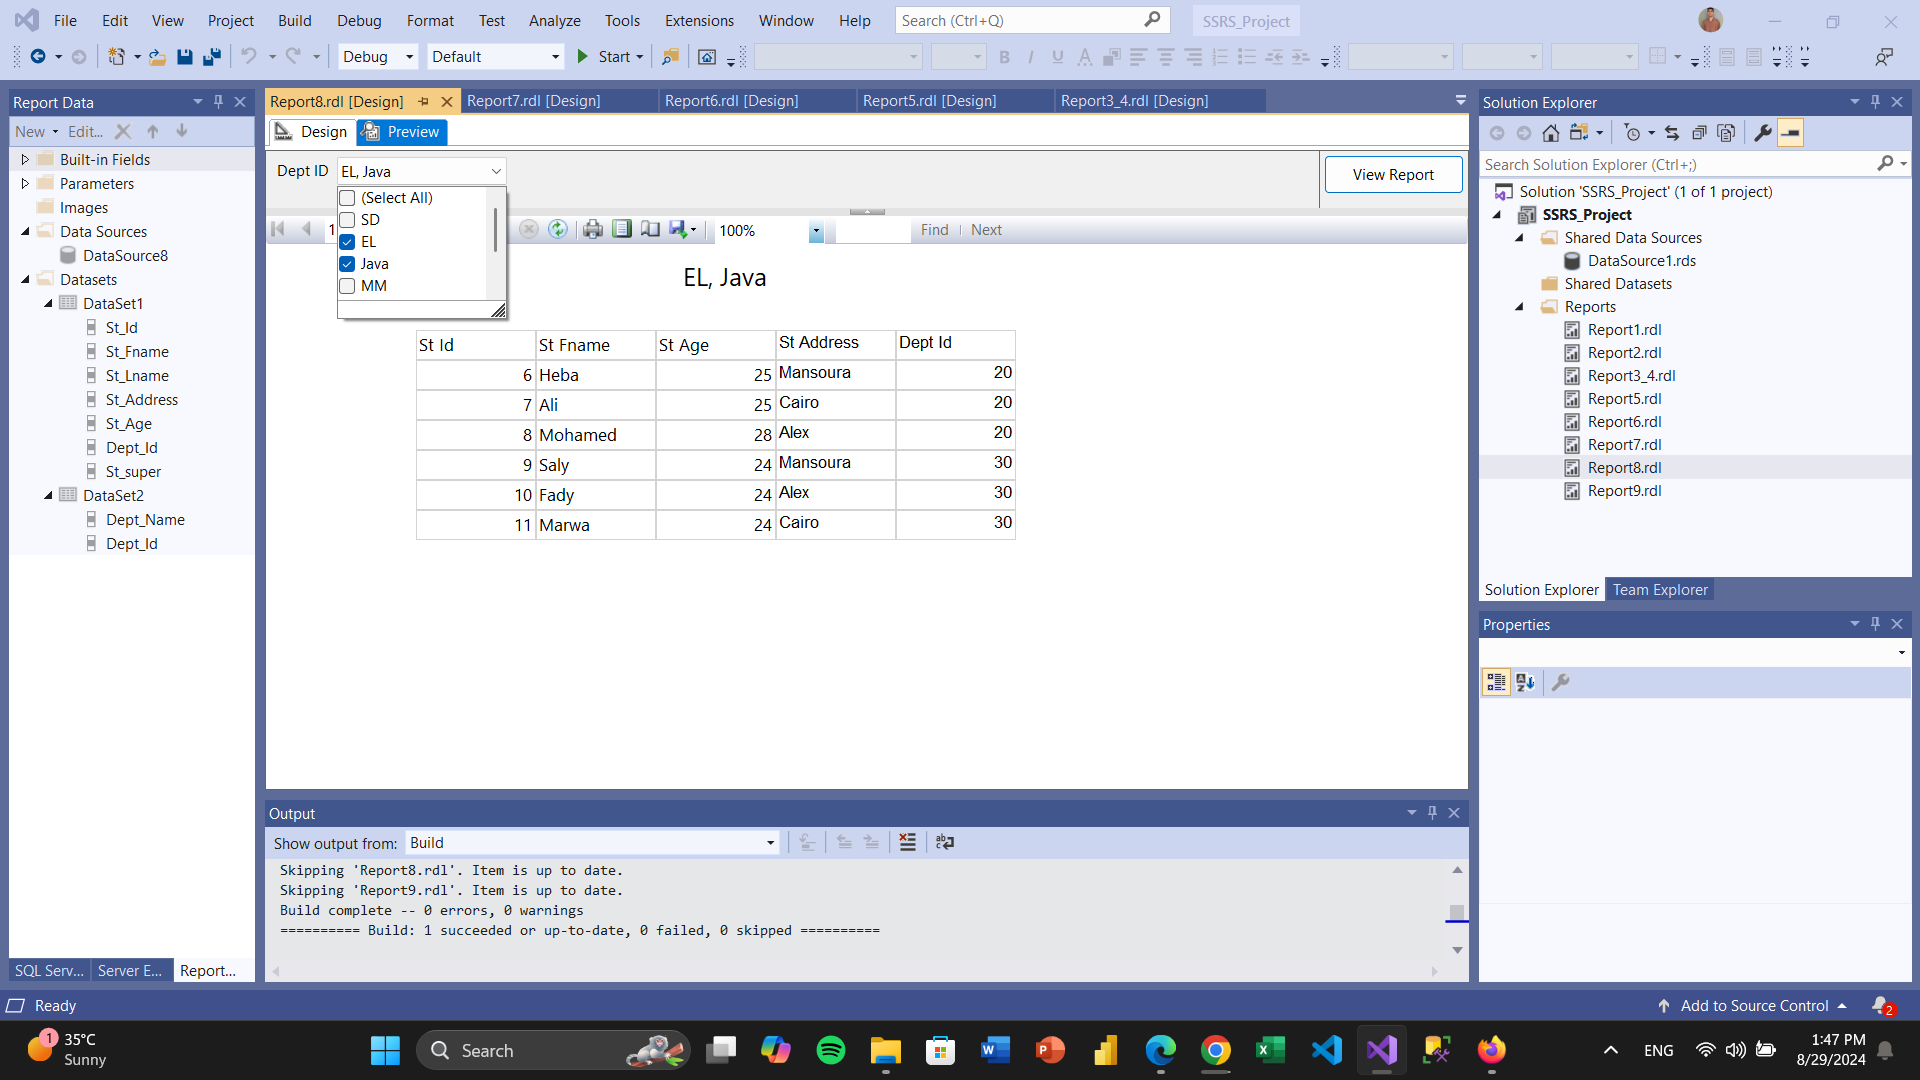 File Edit View Project Build Debug Format Test Analyze Tools Extensions Window Help Search (Ctrl+Q) SSRS_Project
Debug Default Start
Report Data
New Edit...
Built-in Fields
Parameters
Images
Data Sources
DataSource8
Datasets
DataSet1
St_Id
St_Fname
St_Lname
St_Address
St_Age
Dept_Id
St_super
DataSet2
Dept_Name
Dept_Id
SQL Serv... Server E... Report...
Report8.rdl [Design] Report7.rdl [Design] Report6.rdl [Design] Report5.rdl [Design] Report3_4.rdl [Design]
Design Preview
Dept ID EL, Java View Report
(Select All)
SD
EL
Java
MM
1 100% Find Next
EL, Java
St Id St Fname St Age St Address Dept Id
6 Heba 25 Mansoura 20
7 Ali 25 Cairo 20
8 Mohamed 28 Alex 20
9 Saly 24 Mansoura 30
10 Fady 24 Alex 30
11 Marwa 24 Cairo 30
Output
Show output from: Build
Skipping 'Report8.rdl'. Item is up to date.
Skipping 'Report9.rdl'. Item is up to date.
Build complete -- 0 errors, 0 warnings
========== Build: 1 succeeded or up-to-date, 0 failed, 0 skipped ==========
Solution Explorer
Search Solution Explorer (Ctrl+;)
Solution 'SSRS_Project' (1 of 1 project)
SSRS_Project
Shared Data Sources
DataSource1.rds
Shared Datasets
Reports
Report1.rdl
Report2.rdl
Report3_4.rdl
Report5.rdl
Report6.rdl
Report7.rdl
Report8.rdl
Report9.rdl
Solution Explorer Team Explorer
Properties
Ready Add to Source Control 2
1 35°C
Sunny
Search
ENG
1:47 PM
8/29/2024